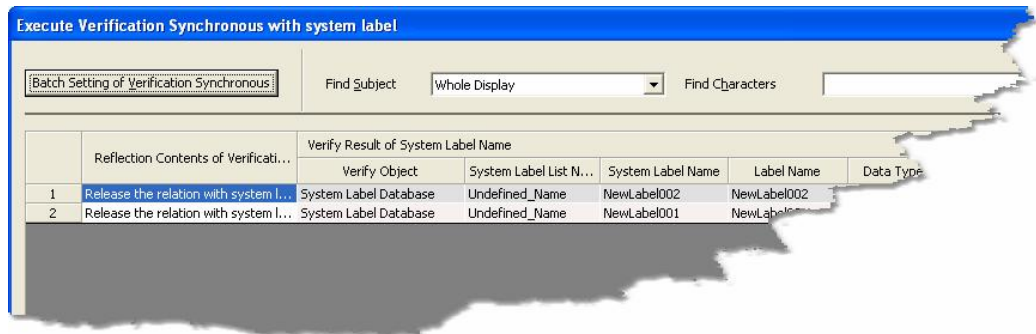 Execute Verification Synchronous with system label
Batch Setting of Verification Synchronous Find Subject Whole Display Find Characters
Reflection Contents of Verificati... Verify Result of System Label Name
Verify Object System Label List N... System Label Name Label Name Data Type
1 Release the relation with system l... System Label Database Undefined_Name NewLabel002 NewLabel002
2 Release the relation with system l... System Label Database Undefined_Name NewLabel001